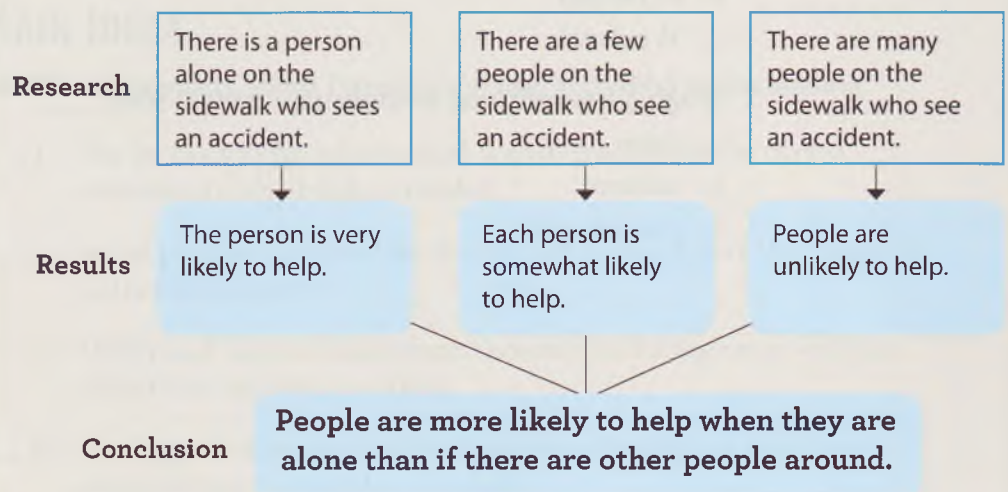 Research
There is a person
alone on the
sidewalk who sees
an accident.
There are a few
people on the
sidewalk who see
an accident.
There are many
people on the
sidewalk who see
an accident.
Results
The person is very
likely to help.
Each person is
somewhat likely
to help.
People are
unlikely to help.
Conclusion
People are more likely to help when they are
alone than if there are other people around.